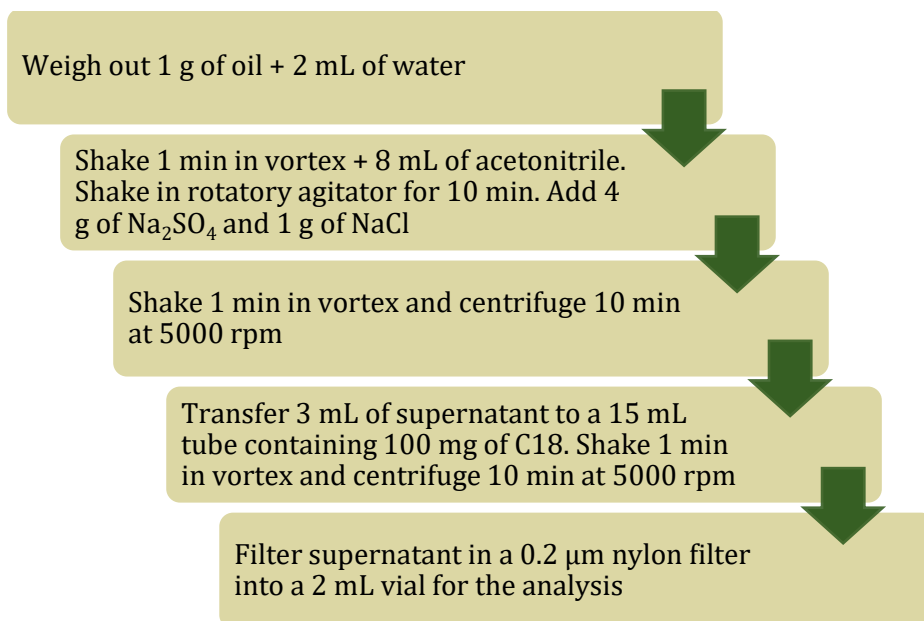 Weigh out 1 g of oil + 2 mL of water
Shake 1 min in vortex + 8 mL of acetonitrile.
Shake in rotatory agitator for 10 min. Add 4
g of Na₂SO₄ and 1 g of NaCl
Shake 1 min in vortex and centrifuge 10 min
at 5000 rpm
Transfer 3 mL of supernatant to a 15 mL
tube containing 100 mg of C18. Shake 1 min
in vortex and centrifuge 10 min at 5000 rpm
Filter supernatant in a 0.2 µm nylon filter
into a 2 mL vial for the analysis